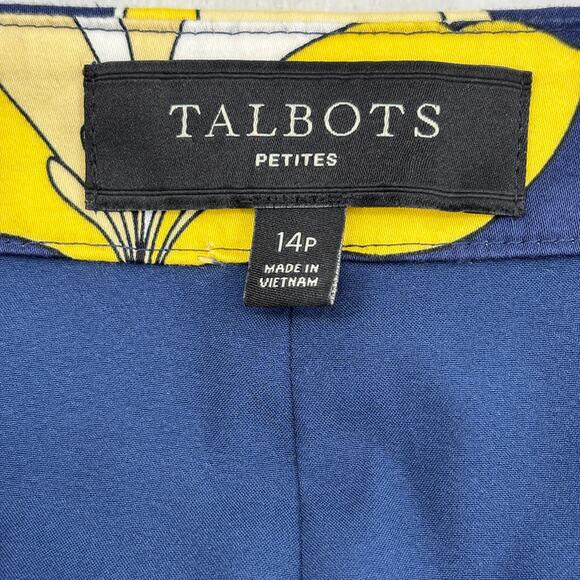 TALBOTS
PETITES
14P
MADE IN
VIETNAM